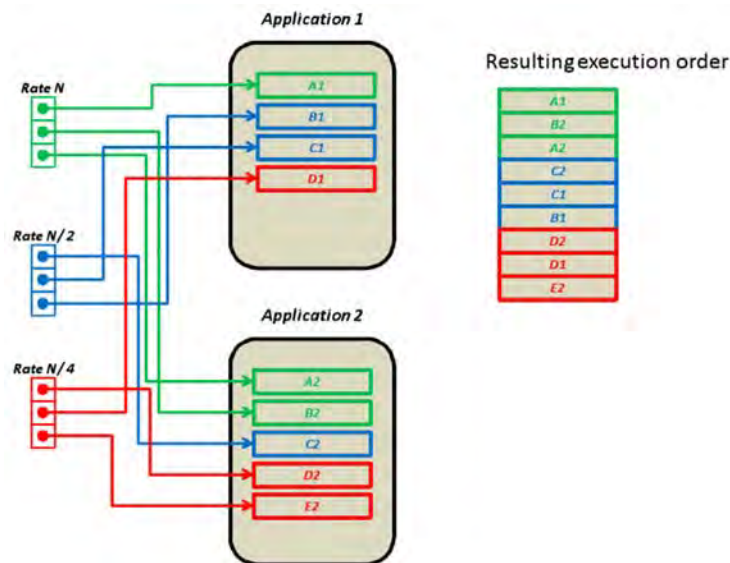 Application 1
Resulting execution order
Rate N
A1
B1
C1
D1
A1
B2
A2
C2
C1
B1
D2
D1
E2
Rate N/2
Application 2
Rate N/4
A2
B2
C2
D2
E2